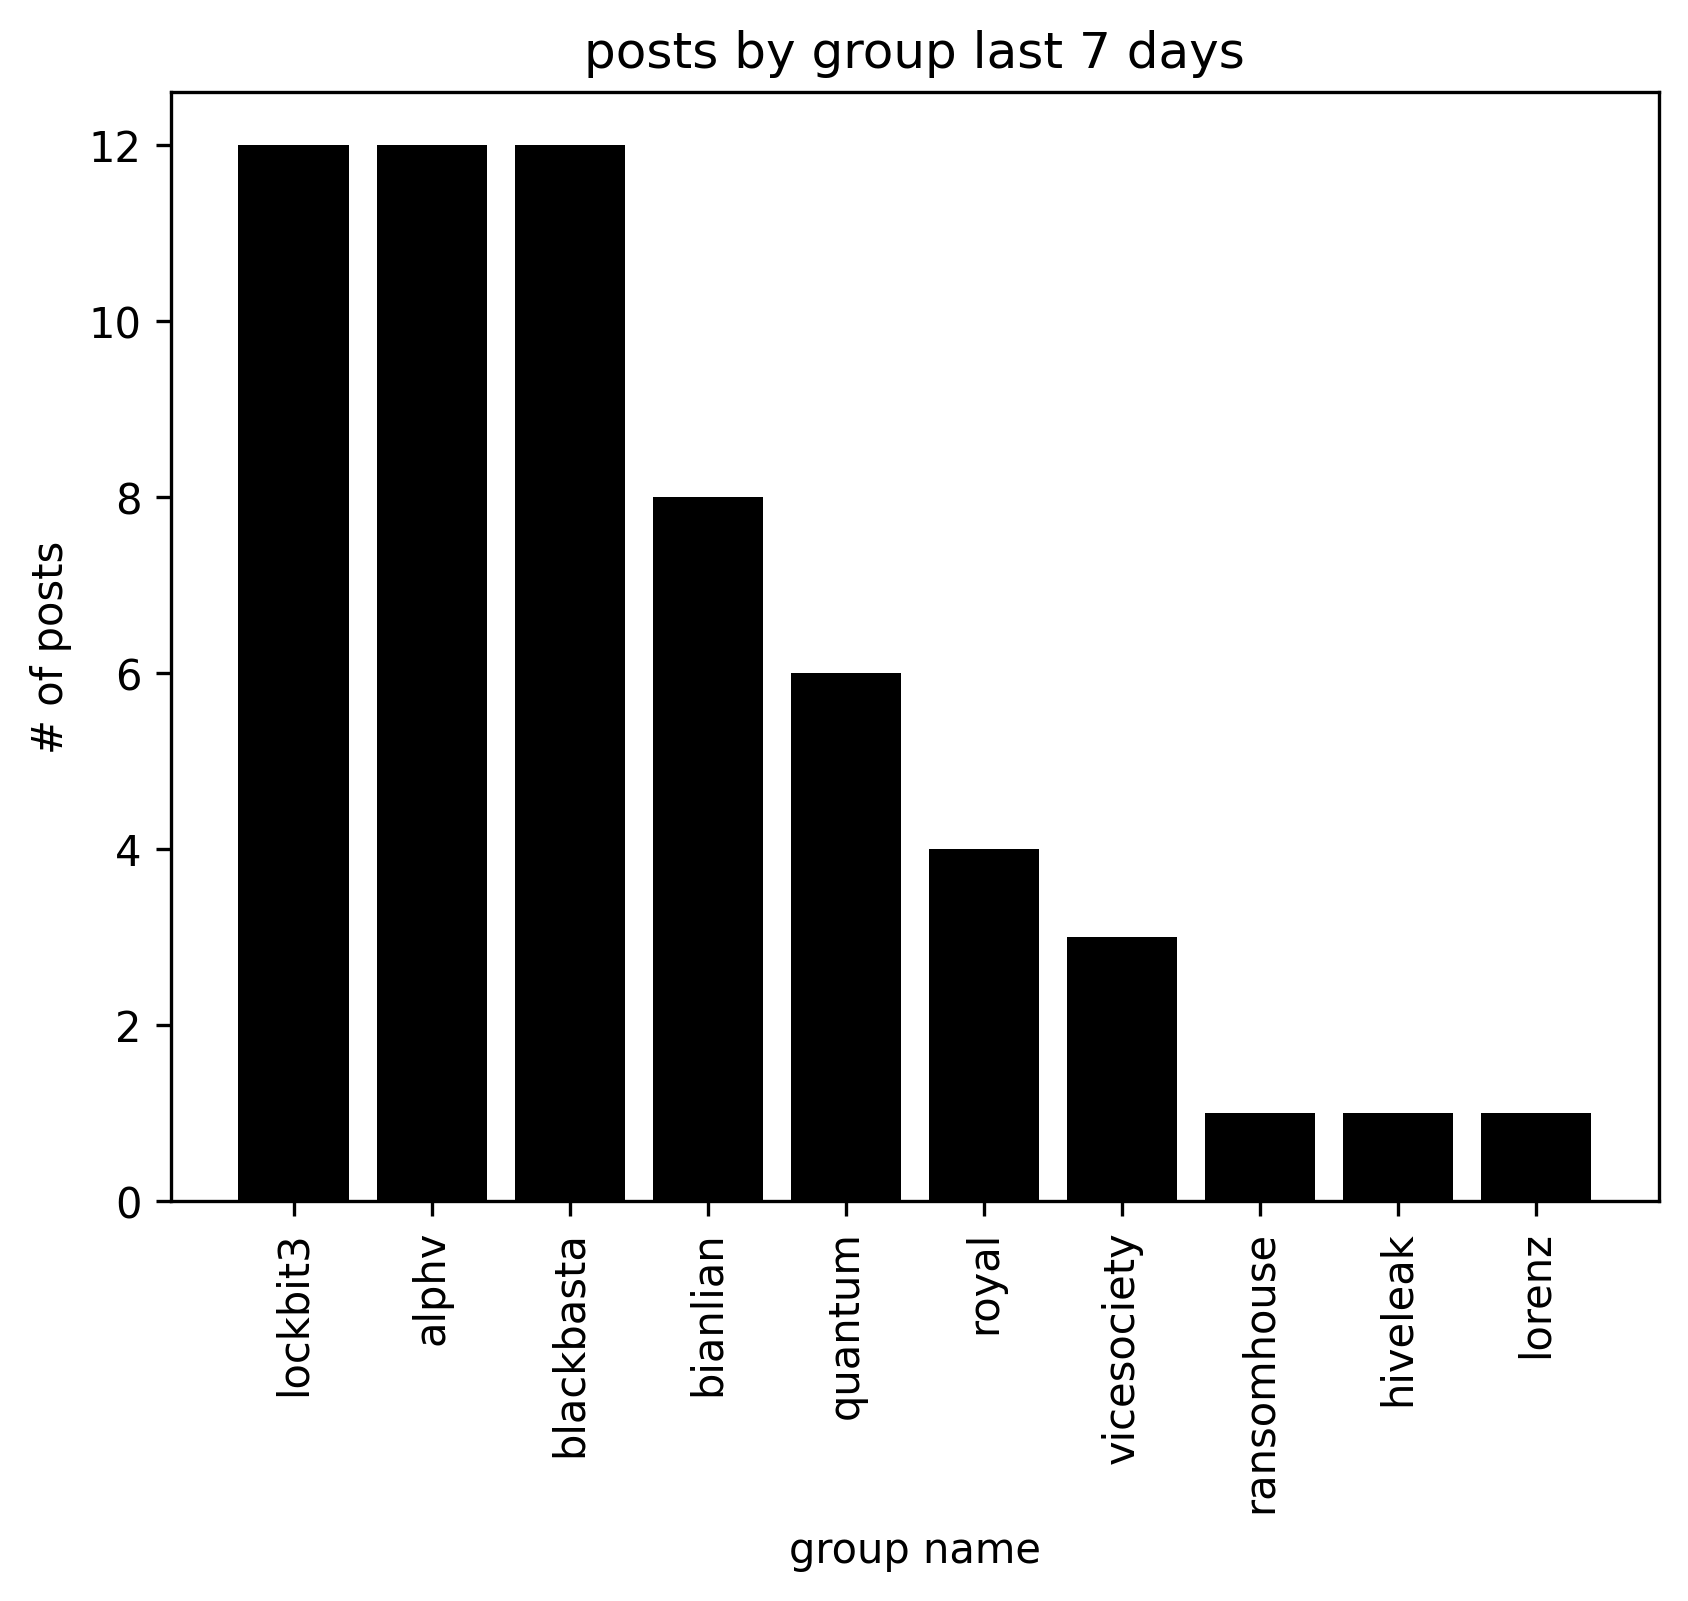 posts by group last 7 days
12
10
8
6
4
2
0
# of posts
lockbit3
alphv
blackbasta
bianlian
quantum
royal
vicesociety
ransomhouse
hiveleak
lorenz
group name